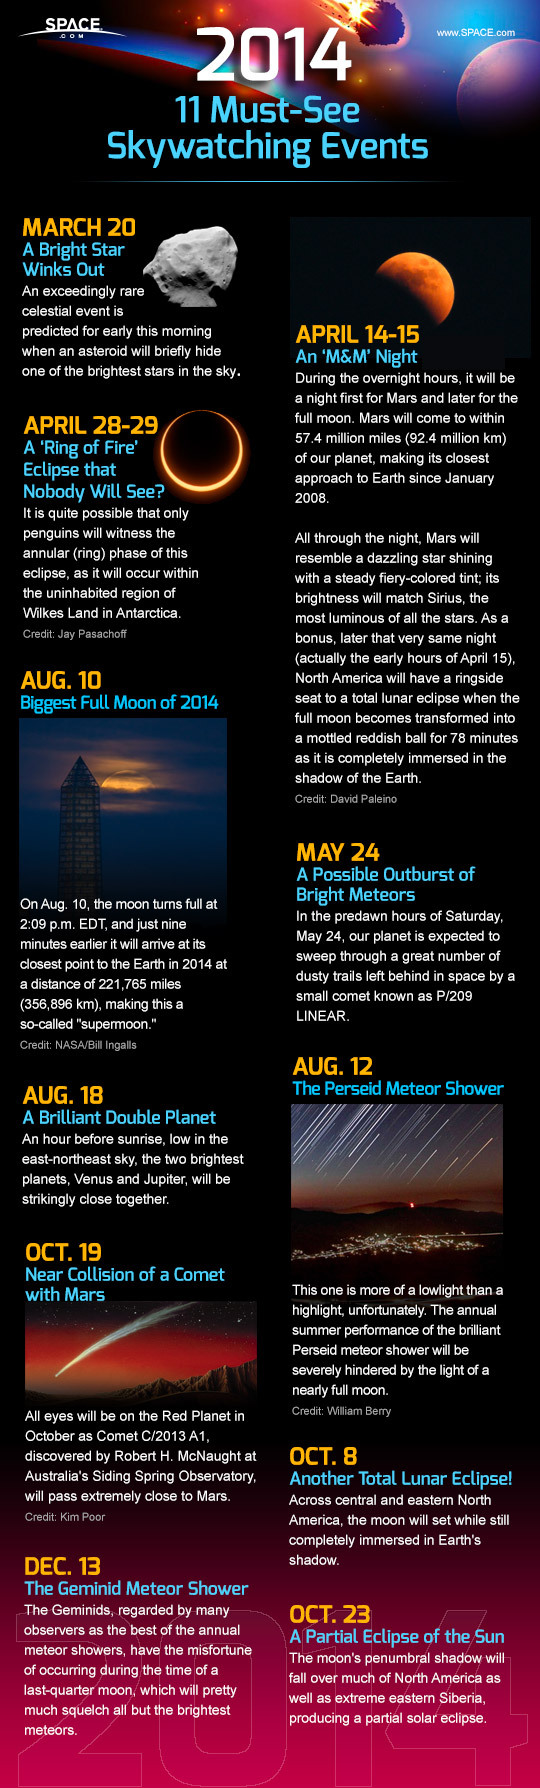 SPACE
.COM
www.SPACE.com
2014
11 Must-See
Skywatching Events
MARCH 20
A Bright Star
Winks Out
An exceedingly rare
celestial event is
predicted for early this morning
when an asteroid will briefly hide
one of the brightest stars in the sky.
APRIL 14-15
An ‘M&M’ Night
During the overnight hours, it will be
a night first for Mars and later for the
full moon. Mars will come to within
57.4 million miles (92.4 million km)
of our planet, making its closest
approach to Earth since January
2008.
All through the night, Mars will
resemble a dazzling star shining
with a steady fiery-colored tint; its
brightness will match Sirius, the
most luminous of all the stars. As a
bonus, later that very same night
(actually the early hours of April 15),
North America will have a ringside
seat to a total lunar eclipse when the
full moon becomes transformed into
a mottled reddish ball for 78 minutes
as it is completely immersed in the
shadow of the Earth.
Credit: David Paleino
APRIL 28-29
A ‘Ring of Fire’
Eclipse that
Nobody Will See?
It is quite possible that only
penguins will witness the
annular (ring) phase of this
eclipse, as it will occur within
the uninhabited region of
Wilkes Land in Antarctica.
Credit: Jay Pasachoff
MAY 24
A Possible Outburst of
Bright Meteors
In the predawn hours of Saturday,
May 24, our planet is expected to
sweep through a great number of
dusty trails left behind in space by a
small comet known as P/209
LINEAR.
AUG. 10
Biggest Full Moon of 2014
On Aug. 10, the moon turns full at
2:09 p.m. EDT, and just nine
minutes earlier it will arrive at its
closest point to the Earth in 2014 at
a distance of 221,765 miles
(356,896 km), making this a
so-called "supermoon."
Credit: NASA/Bill Ingalls
AUG. 12
The Perseid Meteor Shower
This one is more of a lowlight than a
highlight, unfortunately. The annual
summer performance of the brilliant
Perseid meteor shower will be
severely hindered by the light of a
nearly full moon.
Credit: William Berry
AUG. 18
A Brilliant Double Planet
An hour before sunrise, low in the
east-northeast sky, the two brightest
planets, Venus and Jupiter, will be
strikingly close together.
OCT. 8
Another Total Lunar Eclipse!
Across central and eastern North
America, the moon will set while still
completely immersed in Earth's
shadow.
OCT. 19
Near Collision of a Comet
with Mars
All eyes will be on the Red Planet in
October as Comet C/2013 A1,
discovered by Robert H. McNaught at
Australia's Siding Spring Observatory,
will pass extremely close to Mars.
Credit: Kim Poor
OCT. 23
A Partial Eclipse of the Sun
The moon's penumbral shadow will
fall over much of North America as
well as extreme eastern Siberia,
producing a partial solar eclipse.
DEC. 13
The Geminid Meteor Shower
The Geminids, regarded by many
observers as the best of the annual
meteor showers, have the misfortune
of occurring during the time of a
last-quarter moon, which will pretty
much squelch all but the brightest
meteors.
2014